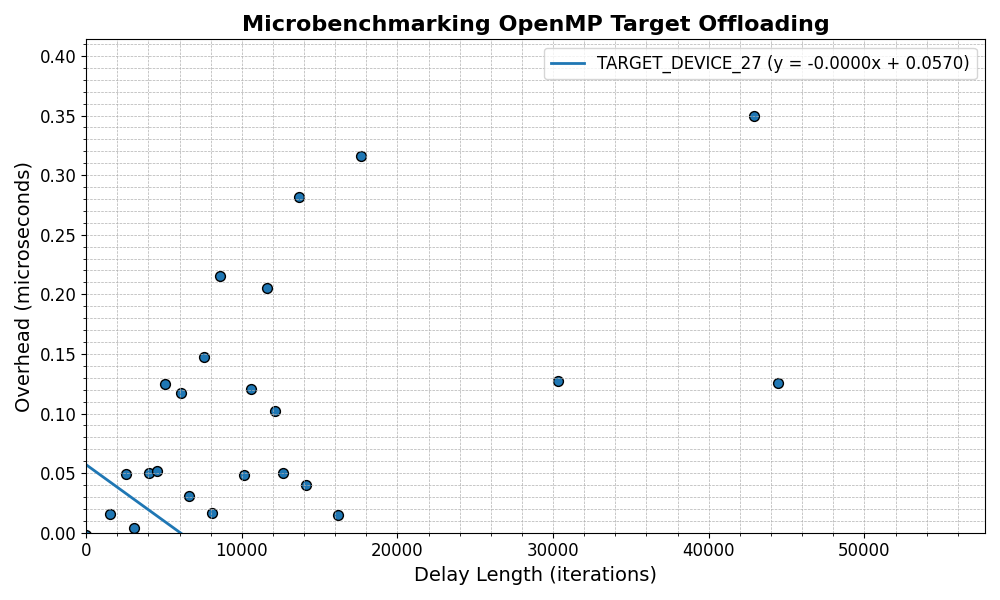 Microbenchmarking OpenMP Target Offloading
TARGET_DEVICE_27 (y = -0.0000x + 0.0570)
Overhead (microseconds)
0.40
0.35
0.30
0.25
0.20
0.15
0.10
0.05
0.00
0 10000 20000 30000 40000 50000
Delay Length (iterations)